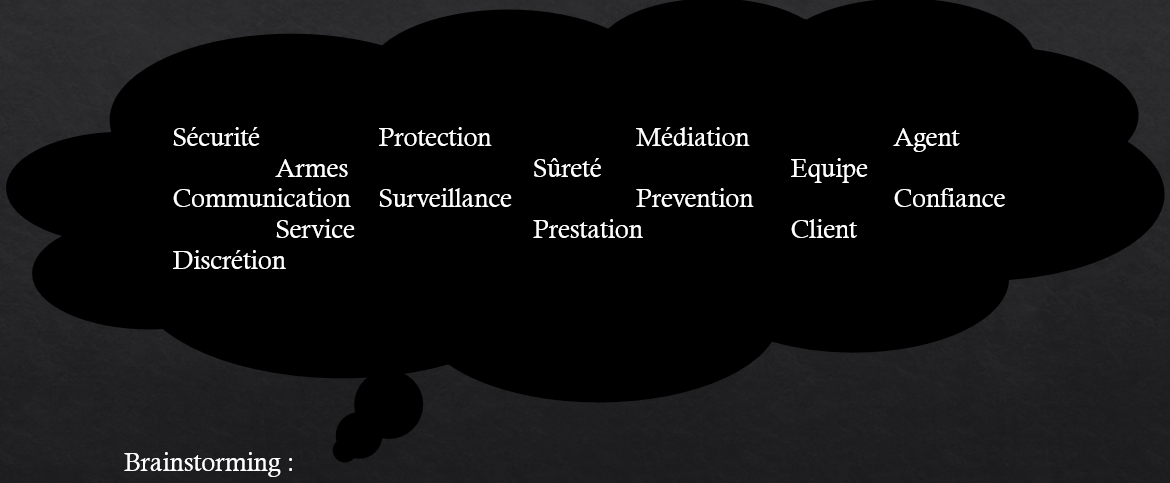 Sécurité Protection Médiation Agent
Armes Sûreté Equipe
Communication Surveillance Prevention Confiance
Service Prestation Client
Discrétion
Brainstorming :